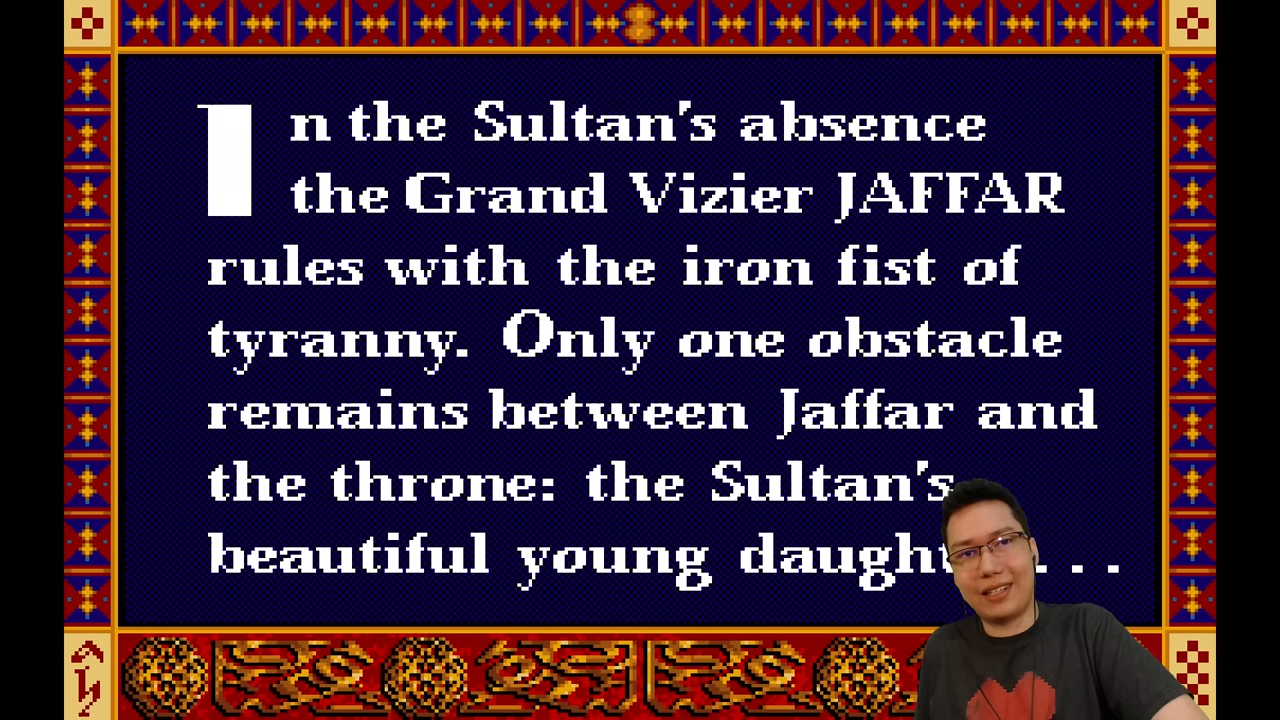 In the Sultan's absence
the Grand Vizier JAFFAR
rules with the iron fist of
tyranny. Only one obstacle
remains between Jaffar and
the throne: the Sultan's
beautiful young ...